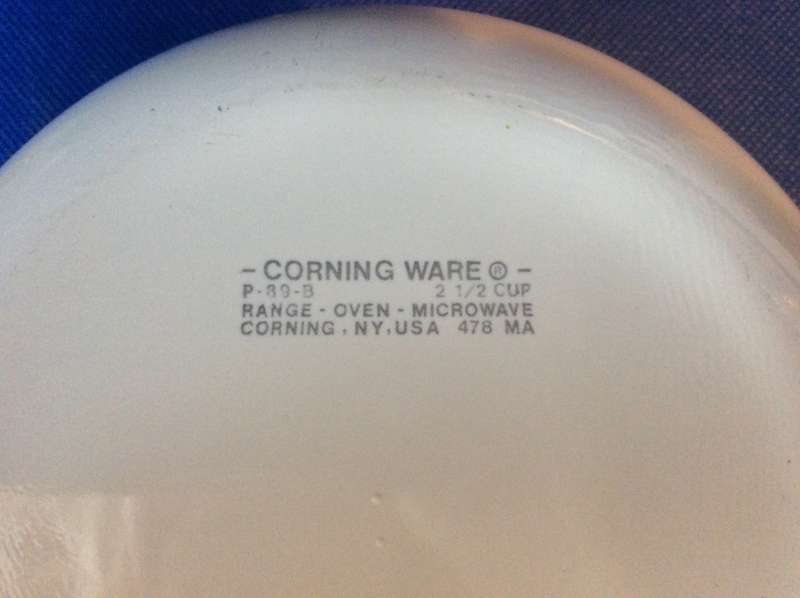 - CORNING WARE ® -
P-89-B 2 1/2 CUP
RANGE - OVEN - MICROWAVE
CORNING , NY, USA 478 MA